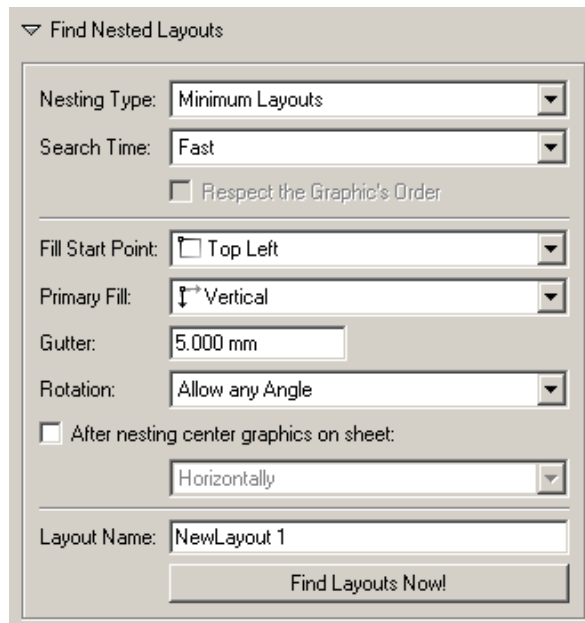 Find Nested Layouts
Nesting Type: Minimum Layouts
Search Time: Fast
Respect the Graphic's Order
Fill Start Point: Top Left
Primary Fill: Vertical
Gutter: 5.000 mm
Rotation: Allow any Angle
After nesting center graphics on sheet:
Horizontally
Layout Name: NewLayout 1
Find Layouts Now!